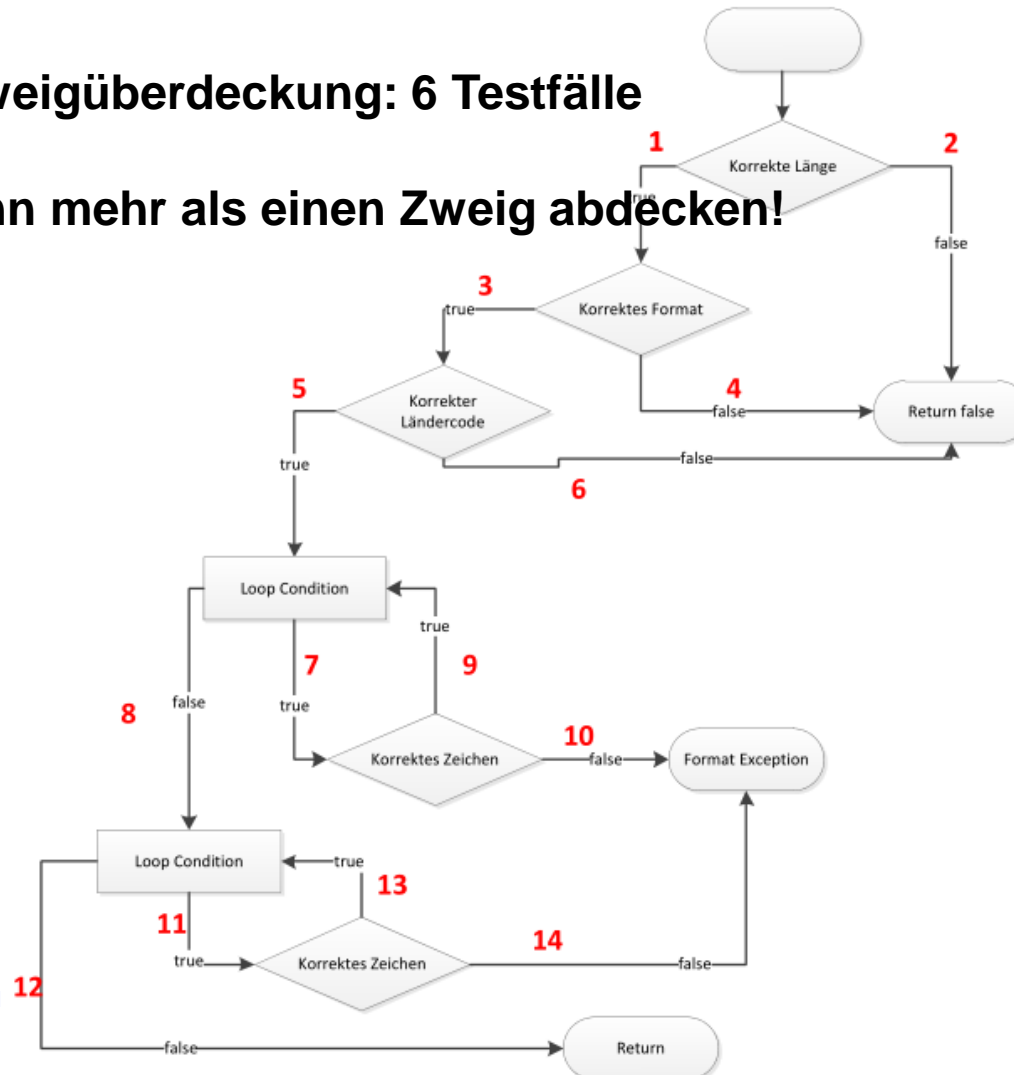 veigüberdeckung: 6 Testfälle
1
Korrekte Länge
2
true
nn mehr als einen Zweig abdecken!
false
3
true
Korrektes Format
5
Korrekter
Ländercode
4
false
Return false
true
false
6
Loop Condition
true
7
9
8
false
true
10
Korrektes Zeichen
false
Format Exception
Loop Condition
true
13
11
14
true
Korrektes Zeichen
false
12
false
Return